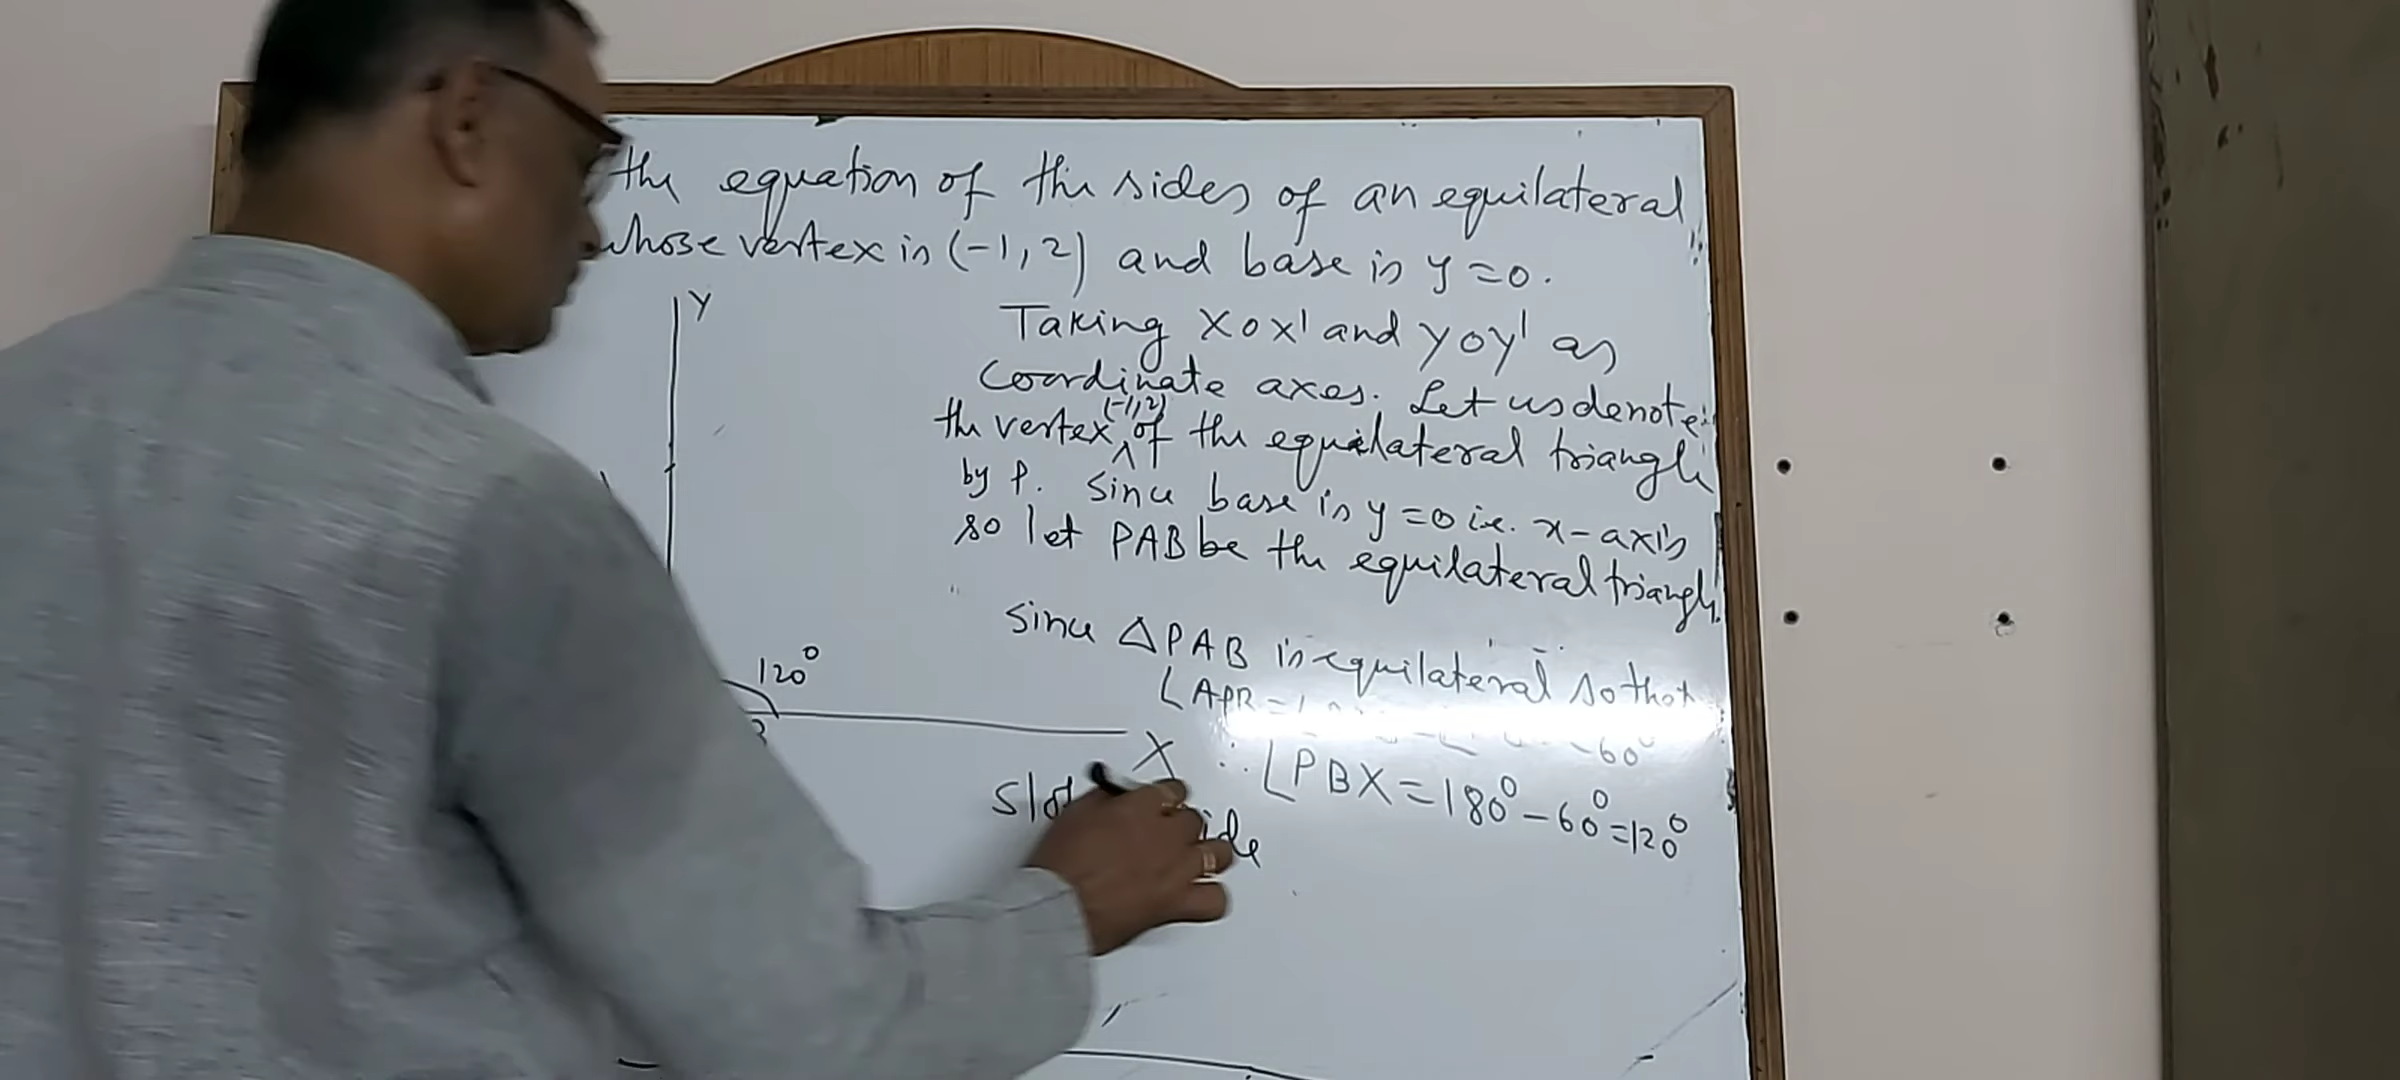 the equation of the sides of an equilateral
whose vertex is (-1, 2) and base is y = 0.
Y
Taking XOX' and YOY' as
Coordinate axes. Let us denote
(-1, 2)
the vertex ^ of the equilateral triangle
by P. Since base is y = 0 i.e. x-axis
so let PAB be the equilateral triangle.
Since △PAB is equilateral so that
120°
∠APB =
60°
X
∴ ∠PBX = 180° - 60° = 120°